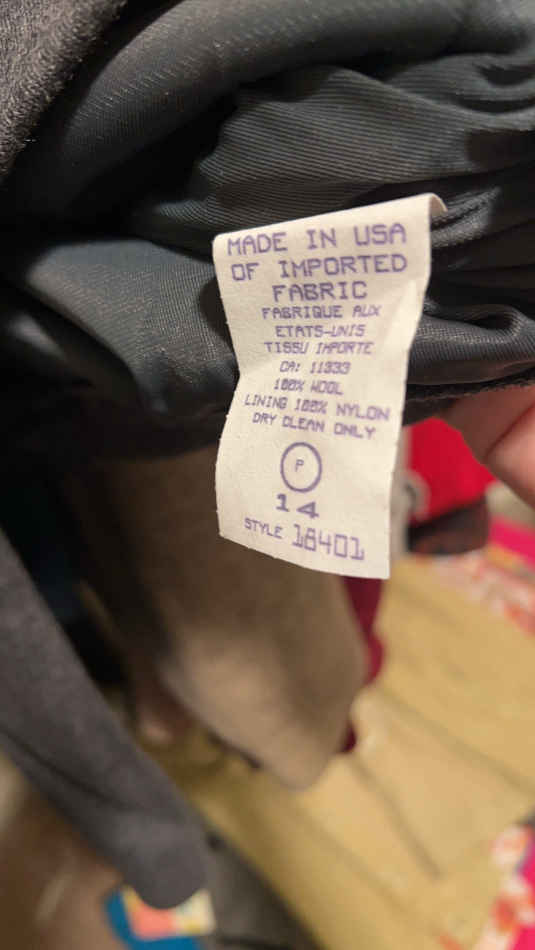 MADE IN USA
OF IMPORTED
FABRIC
FABRIQUE AUX
ETATS-UNIS
TISSU IMPORTE
CA: 11333
100% WOOL
LINING 100% NYLON
DRY CLEAN ONLY
P
14
STYLE 18401